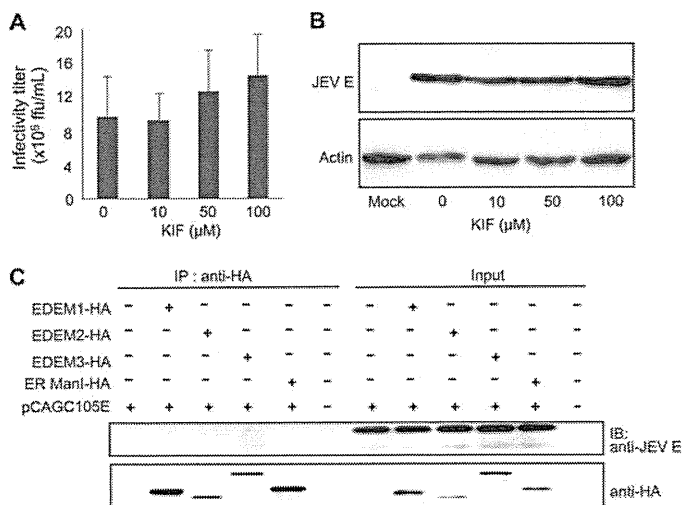 A
Infectivity titer
(x10⁵ ffu/mL)
20
16
12
8
4
0
0 10 50 100
KIF (µM)
B
JEV E
Actin
Mock 0 10 50 100
KIF (µM)
C
IP : anti-HA Input
EDEM1-HA - + - - - - - + - - - -
EDEM2-HA - - + - - - - - + - - -
EDEM3-HA - - - + - - - - - + - -
ER ManI-HA - - - - + - - - - - + -
pCAGC105E + + + + + - + + + + + -
IB:
anti-JEV E
anti-HA